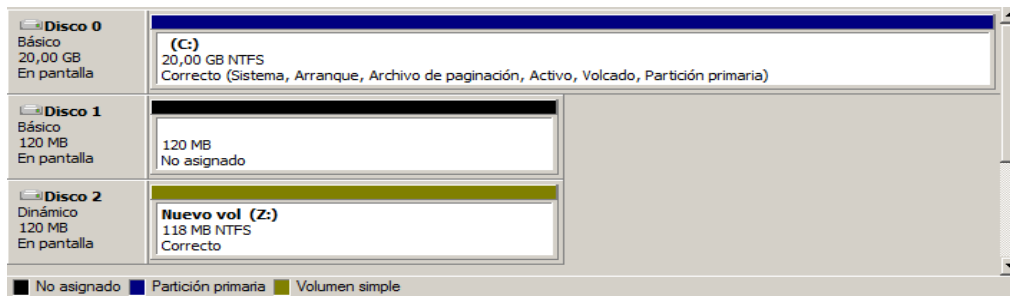 Disco 0
Básico
20,00 GB
En pantalla
(C:)
20,00 GB NTFS
Correcto (Sistema, Arranque, Archivo de paginación, Activo, Volcado, Partición primaria)
Disco 1
Básico
120 MB
En pantalla
120 MB
No asignado
Disco 2
Dinámico
120 MB
En pantalla
Nuevo vol (Z:)
118 MB NTFS
Correcto
No asignado Partición primaria Volumen simple